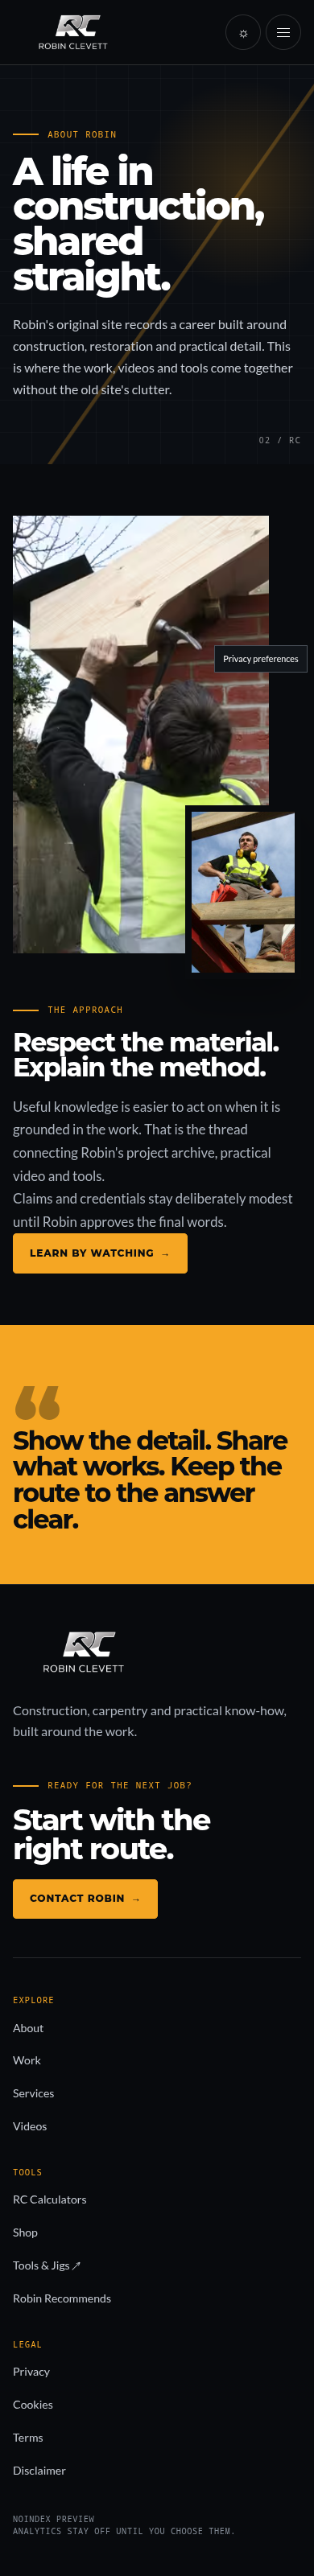 RC
ROBIN CLEVETT
ABOUT ROBIN
A life in
construction,
shared
straight.
Robin's original site records a career built around
construction, restoration and practical detail. This
is where the work, videos and tools come together
without the old site's clutter.
02 / RC
Privacy preferences
THE APPROACH
Respect the material.
Explain the method.
Useful knowledge is easier to act on when it is
grounded in the work. That is the thread
connecting Robin's project archive, practical
video and tools.
Claims and credentials stay deliberately modest
until Robin approves the final words.
LEARN BY WATCHING →
“
Show the detail. Share
what works. Keep the
route to the answer
clear.
RC
ROBIN CLEVETT
Construction, carpentry and practical know-how,
built around the work.
READY FOR THE NEXT JOB?
Start with the
right route.
CONTACT ROBIN →
EXPLORE
About
Work
Services
Videos
TOOLS
RC Calculators
Shop
Tools & Jigs ↗
Robin Recommends
LEGAL
Privacy
Cookies
Terms
Disclaimer
NOINDEX PREVIEW
ANALYTICS STAY OFF UNTIL YOU CHOOSE THEM.